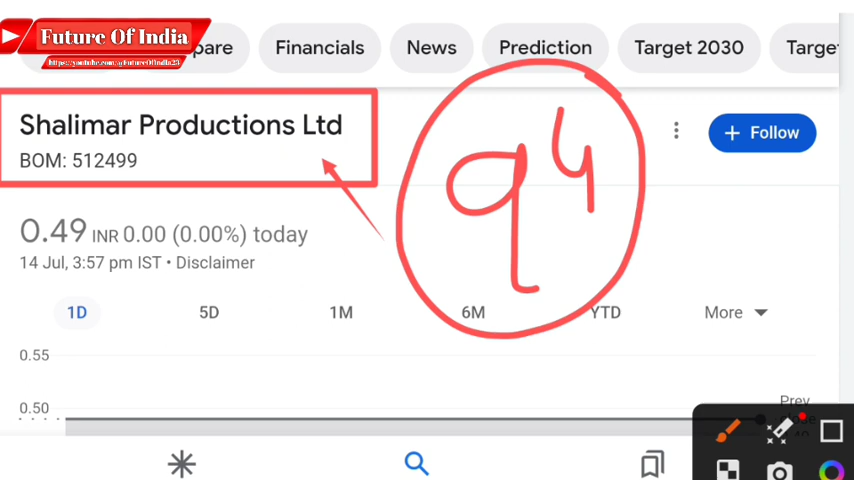 Future Of India
https://youtube.com/@FutureOfIndia23
pare
Financials
News
Prediction
Target 2030
Targe
Shalimar Productions Ltd
BOM: 512499
+ Follow
q4
0.49 INR 0.00 (0.00%) today
14 Jul, 3:57 pm IST • Disclaimer
1D
5D
1M
6M
YTD
More
0.55
0.50
Prev